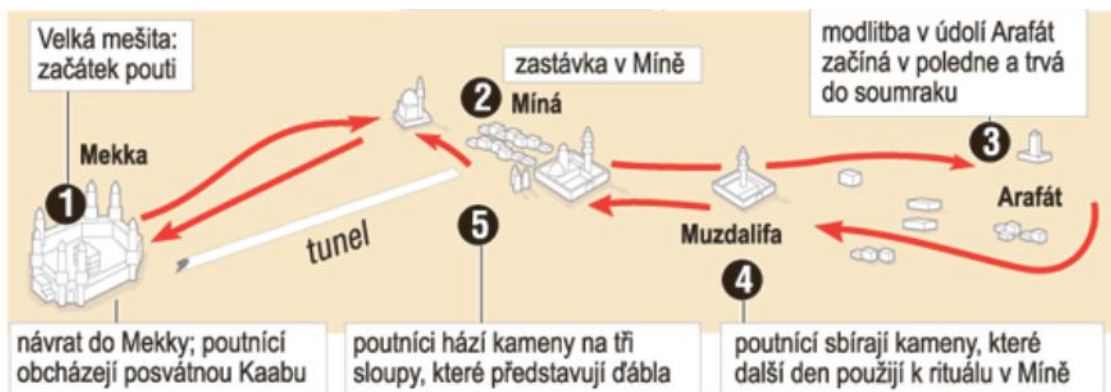 Velká mešita:
začátek pouti
zastávka v Míně
modlitba v údolí Arafát
začíná v poledne a trvá
do soumraku
Mekka
1
2
Míná
3
Arafát
tunel
5
Muzdalifa
4
návrat do Mekky; poutnící
obcházejí posvátnou Kaabu
poutníci hází kameny na tři
sloupy, které představují ďábla
poutnící sbírají kameny, které
další den použijí k rituálu v Míně